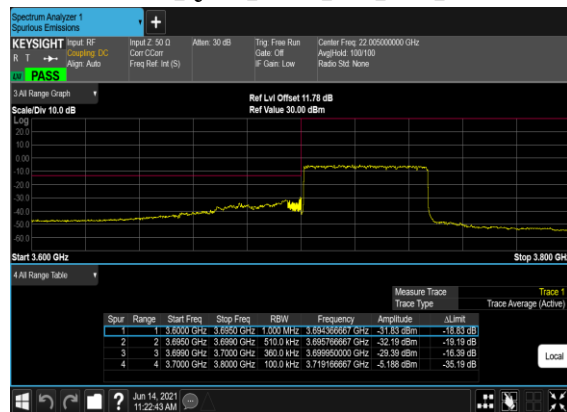 Spectrum Analyzer 1
Spurious Emissions
+
KEYSIGHT Input: RF Input Z: 50 Ω Atten: 30 dB Trig: Free Run Center Freq: 22.005000000 GHz
R T Coupling: DC Corr CCorr Gate: Off Avg|Hold: 100/100
Align: Auto Freq Ref: Int (S) IF Gain: Low Radio Std: None
PASS
3 All Range Graph
Ref Lvl Offset 11.78 dB
Scale/Div 10.0 dB Ref Value 30.00 dBm
Log
20.0
10.0
0.00
-10.0
-20.0
-30.0
-40.0
-50.0
-60.0
Start 3.600 GHz Stop 3.800 GHz
4 All Range Table
Measure Trace Trace 1
Trace Type Trace Average (Active)
Spur Range Start Freq Stop Freq RBW Frequency Amplitude ΔLimit
1 1 3.6000 GHz 3.6950 GHz 1.000 MHz 3.694366667 GHz -31.83 dBm -18.83 dB
2 2 3.6950 GHz 3.6990 GHz 510.0 kHz 3.695766667 GHz -32.19 dBm -19.19 dB
3 3 3.6990 GHz 3.7000 GHz 360.0 kHz 3.699950000 GHz -29.39 dBm -16.39 dB
4 4 3.7000 GHz 3.8000 GHz 100.0 kHz 3.719166667 GHz -5.188 dBm -35.19 dB
Local
?
Jun 14, 2021
11:22:43 AM